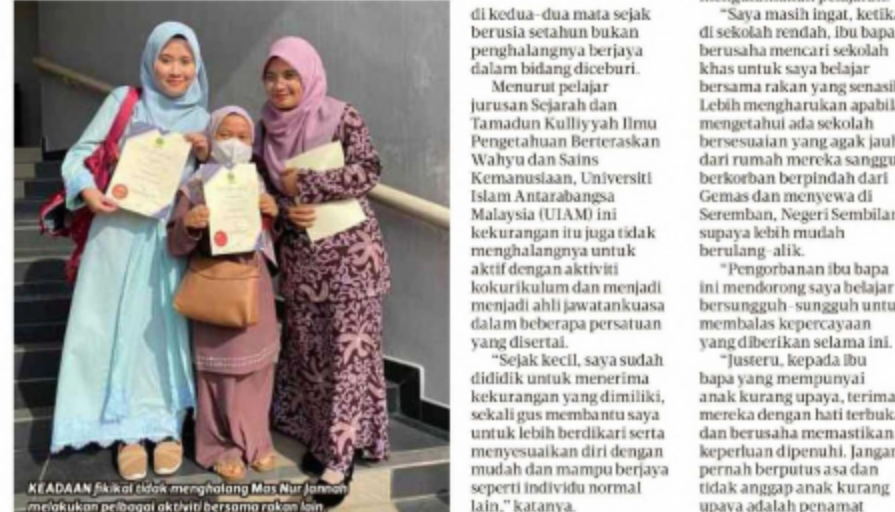 KEADAAN fikikal tidak menghalang Mas Nur Jannah
melakukan pelbagai aktiviti bersama rakan lain.
di kedua-dua mata sejak
berusia setahun bukan
penghalangnya berjaya
dalam bidang diceburi.
Menurut pelajar
jurusan Sejarah dan
Tamadun Kulliyyah Ilmu
Pengetahuan Berteraskan
Wahyu dan Sains
Kemanusiaan, Universiti
Islam Antarabangsa
Malaysia (UIAM) ini
kekurangan itu juga tidak
menghalangnya untuk
aktif dengan aktiviti
kokurikulum dan menjadi
menjadi ahli jawatankuasa
dalam beberapa persatuan
yang disertai.
"Sejak kecil, saya sudah
dididik untuk menerima
kekurangan yang dimiliki,
sekali gus membantu saya
untuk lebih berdikari serta
menyesuaikan diri dengan
mudah dan mampu berjaya
seperti individu normal
lain," katanya.
"Saya masih ingat, ketik
di sekolah rendah, ibu bapa
berusaha mencari sekolah
khas untuk saya belajar
bersama rakan yang senasi
Lebih mengharukan apabil
mengetahui ada sekolah
bersesuaian yang agak jauh
dari rumah mereka sanggu
berkorban berpindah dari
Gemas dan menyewa di
Seremban, Negeri Sembilan
supaya lebih mudah
berulang-alik.
"Pengorbanan ibu bapa
ini mendorong saya belajar
bersungguh-sungguh untu
membalas kepercayaan
yang diberikan selama ini.
"Justeru, kepada ibu
bapa yang mempunyai
anak kurang upaya, terima
mereka dengan hati terbuk
dan berusaha memastikan
keperluan dipenuhi. Jangan
pernah berputus asa dan
tidak anggap anak kurang
upaya adalah penamat